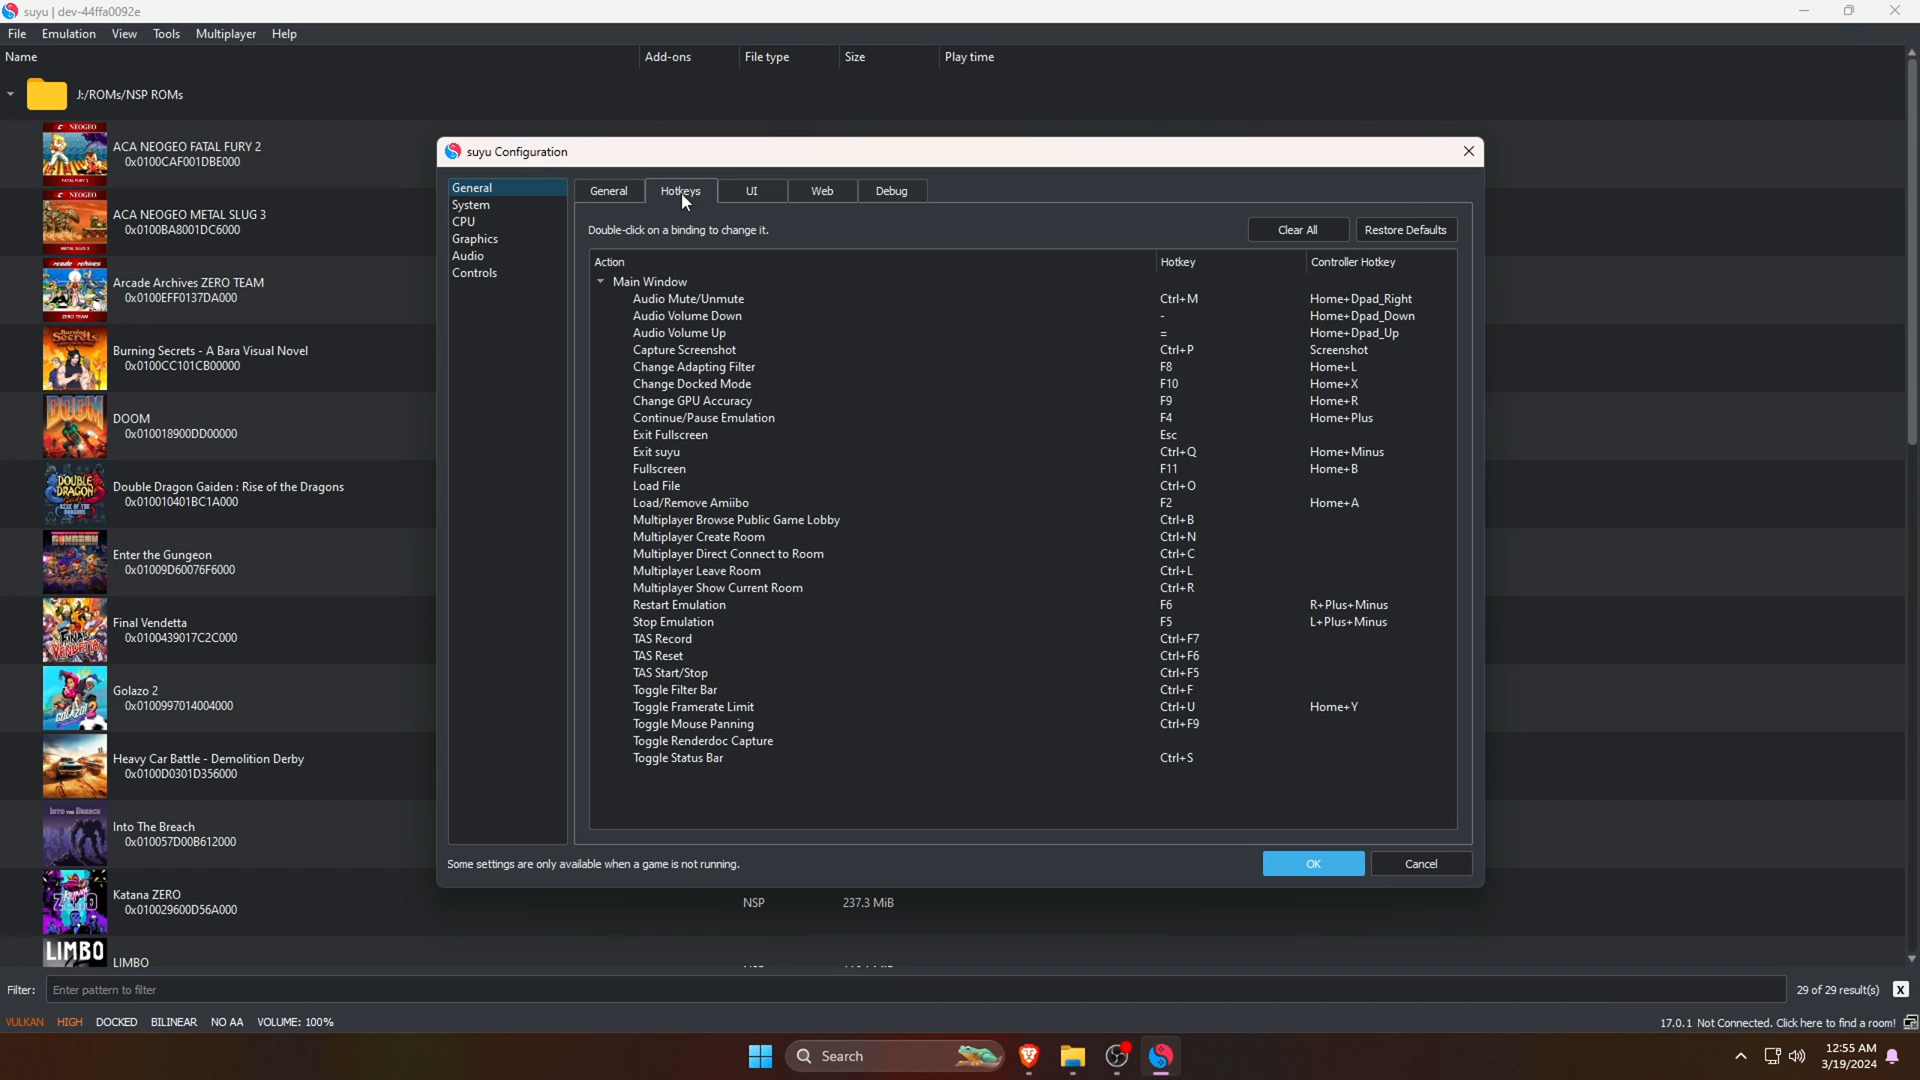 suyu | dev-44ffa0092e
File Emulation View Tools Multiplayer Help
Name Add-ons File type Size Play time
J:/ROMs/NSP ROMs
ACA NEOGEO FATAL FURY 2
0x0100CAF001DBE000
ACA NEOGEO METAL SLUG 3
0x0100BA8001DC6000
Arcade Archives ZERO TEAM
0x0100EFF0137DA000
Burning Secrets - A Bara Visual Novel
0x0100CC101CB00000
DOOM
0x010018900DD00000
Double Dragon Gaiden : Rise of the Dragons
0x010010401BC1A000
Enter the Gungeon
0x01009D60076F6000
Final Vendetta
0x0100439017C2C000
Golazo 2
0x0100997014004000
Heavy Car Battle - Demolition Derby
0x0100D0301D356000
Into The Breach
0x010057D00B612000
Katana ZERO
0x010029600D56A000
NSP 237.3 MiB
LIMBO
LIMBO
suyu Configuration
General
System
CPU
Graphics
Audio
Controls
General Hotkeys UI Web Debug
Double-click on a binding to change it. Clear All Restore Defaults
Action Hotkey Controller Hotkey
Main Window
Audio Mute/Unmute Ctrl+M Home+Dpad_Right
Audio Volume Down - Home+Dpad_Down
Audio Volume Up = Home+Dpad_Up
Capture Screenshot Ctrl+P Screenshot
Change Adapting Filter F8 Home+L
Change Docked Mode F10 Home+X
Change GPU Accuracy F9 Home+R
Continue/Pause Emulation F4 Home+Plus
Exit Fullscreen Esc
Exit suyu Ctrl+Q Home+Minus
Fullscreen F11 Home+B
Load File Ctrl+O
Load/Remove Amiibo F2 Home+A
Multiplayer Browse Public Game Lobby Ctrl+B
Multiplayer Create Room Ctrl+N
Multiplayer Direct Connect to Room Ctrl+C
Multiplayer Leave Room Ctrl+L
Multiplayer Show Current Room Ctrl+R
Restart Emulation F6 R+Plus+Minus
Stop Emulation F5 L+Plus+Minus
TAS Record Ctrl+F7
TAS Reset Ctrl+F6
TAS Start/Stop Ctrl+F5
Toggle Filter Bar Ctrl+F
Toggle Framerate Limit Ctrl+U Home+Y
Toggle Mouse Panning Ctrl+F9
Toggle Renderdoc Capture
Toggle Status Bar Ctrl+S
Some settings are only available when a game is not running. OK Cancel
Filter: Enter pattern to filter 29 of 29 result(s) X
VULKAN HIGH DOCKED BILINEAR NO AA VOLUME: 100% 17.0.1 Not Connected. Click here to find a room!
Search
12:55 AM
3/19/2024